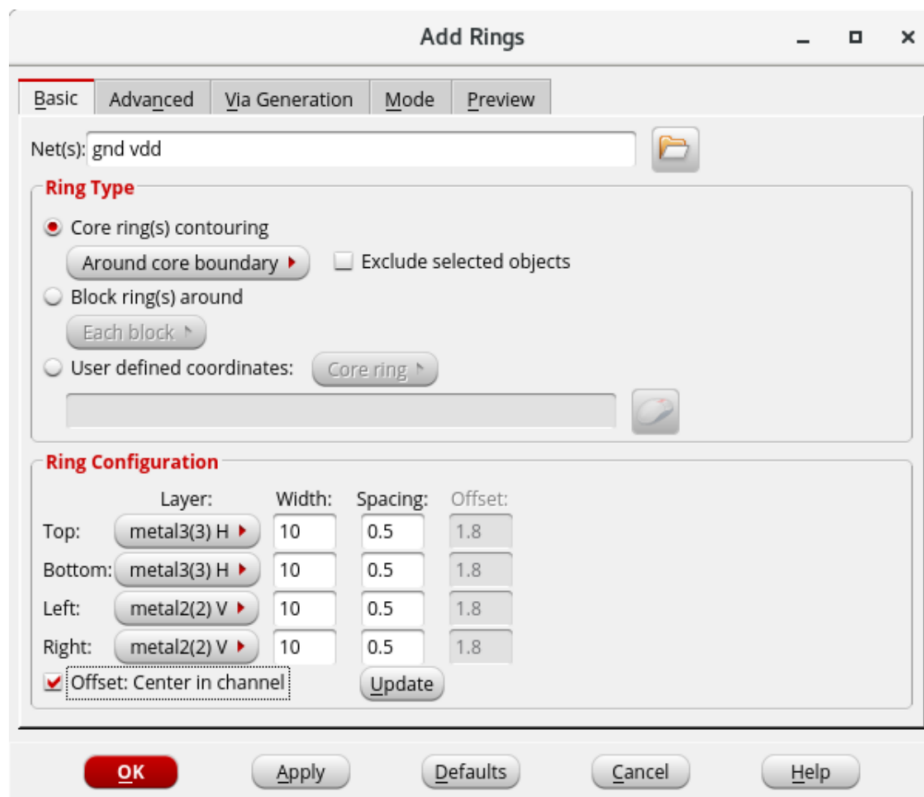 Add Rings
Basic Advanced Via Generation Mode Preview
Net(s): gnd vdd
Ring Type
Core ring(s) contouring
Around core boundary Exclude selected objects
Block ring(s) around
Each block
User defined coordinates: Core ring
Ring Configuration
Layer: Width: Spacing: Offset:
Top: metal3(3) H 10 0.5 1.8
Bottom: metal3(3) H 10 0.5 1.8
Left: metal2(2) V 10 0.5 1.8
Right: metal2(2) V 10 0.5 1.8
Offset: Center in channel Update
OK Apply Defaults Cancel Help